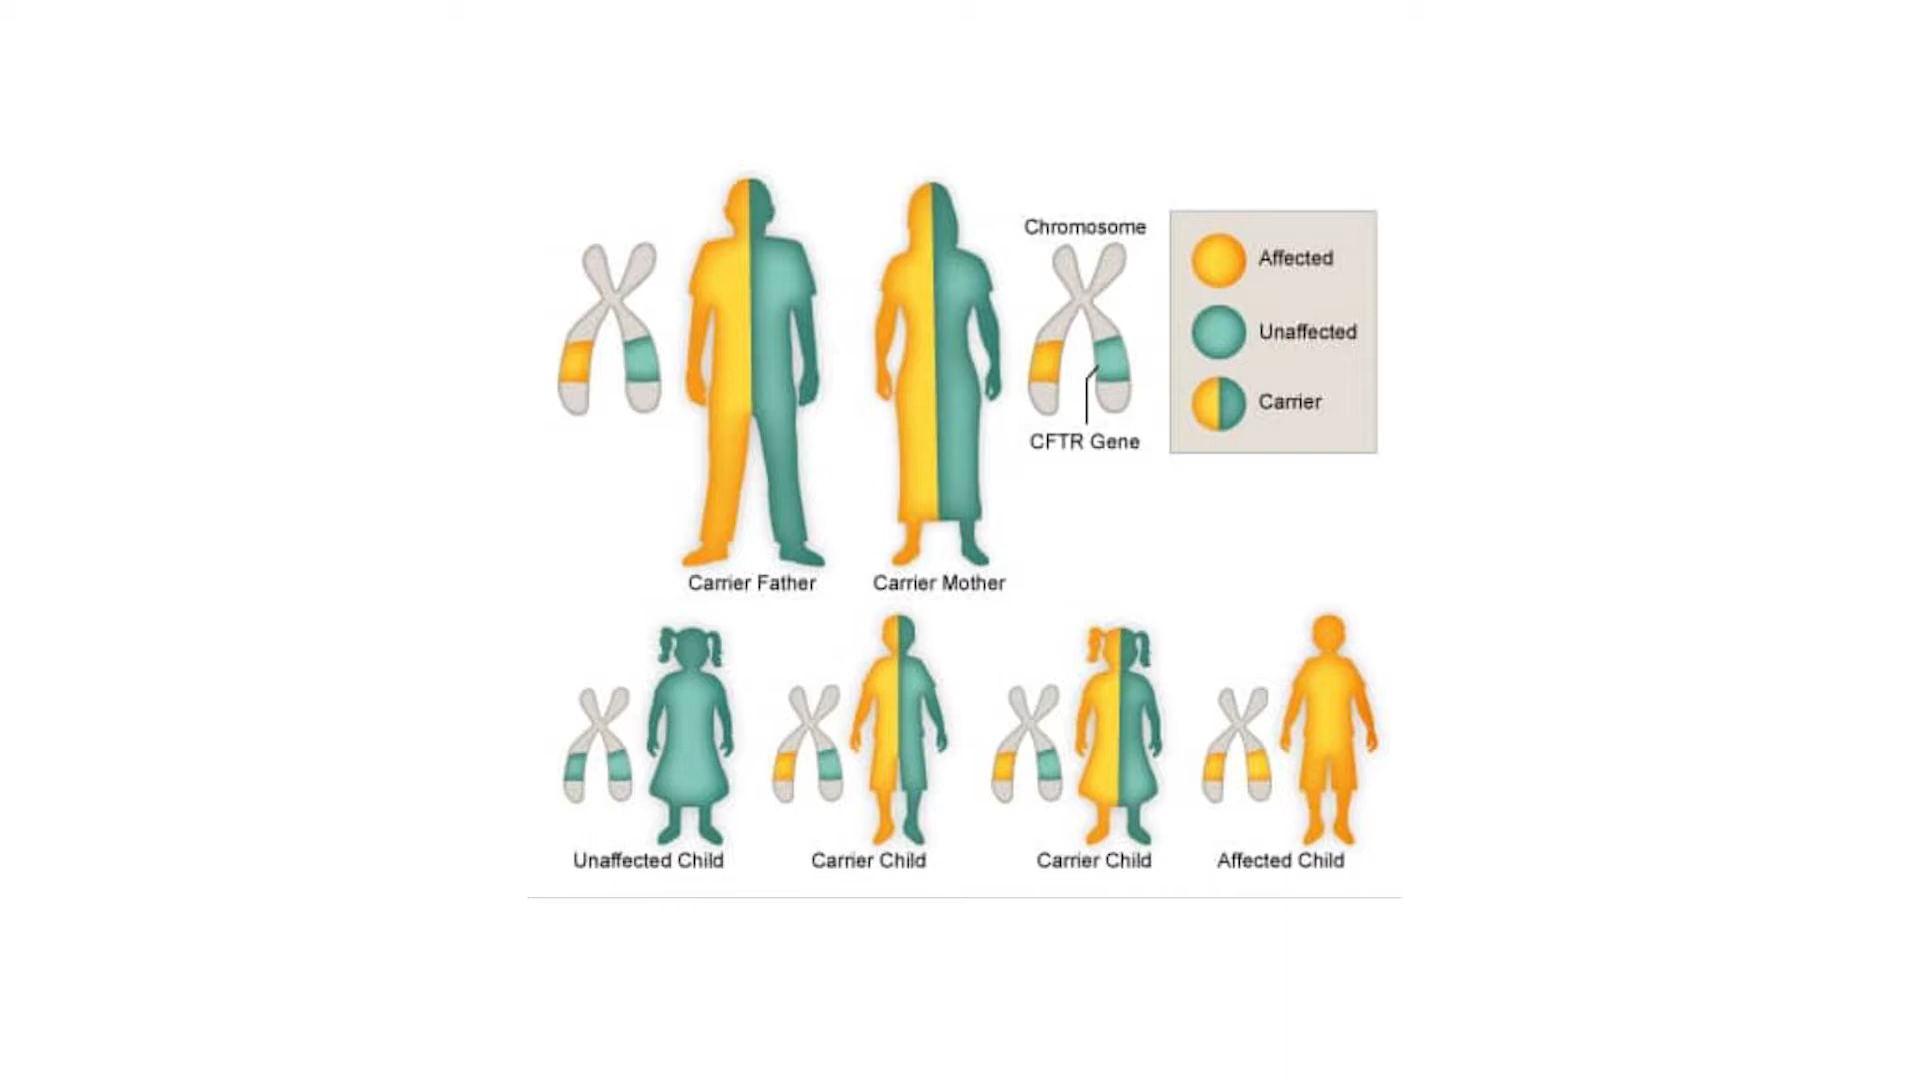 Chromosome
CFTR Gene
Affected
Unaffected
Carrier
Carrier Father
Carrier Mother
Unaffected Child
Carrier Child
Carrier Child
Affected Child